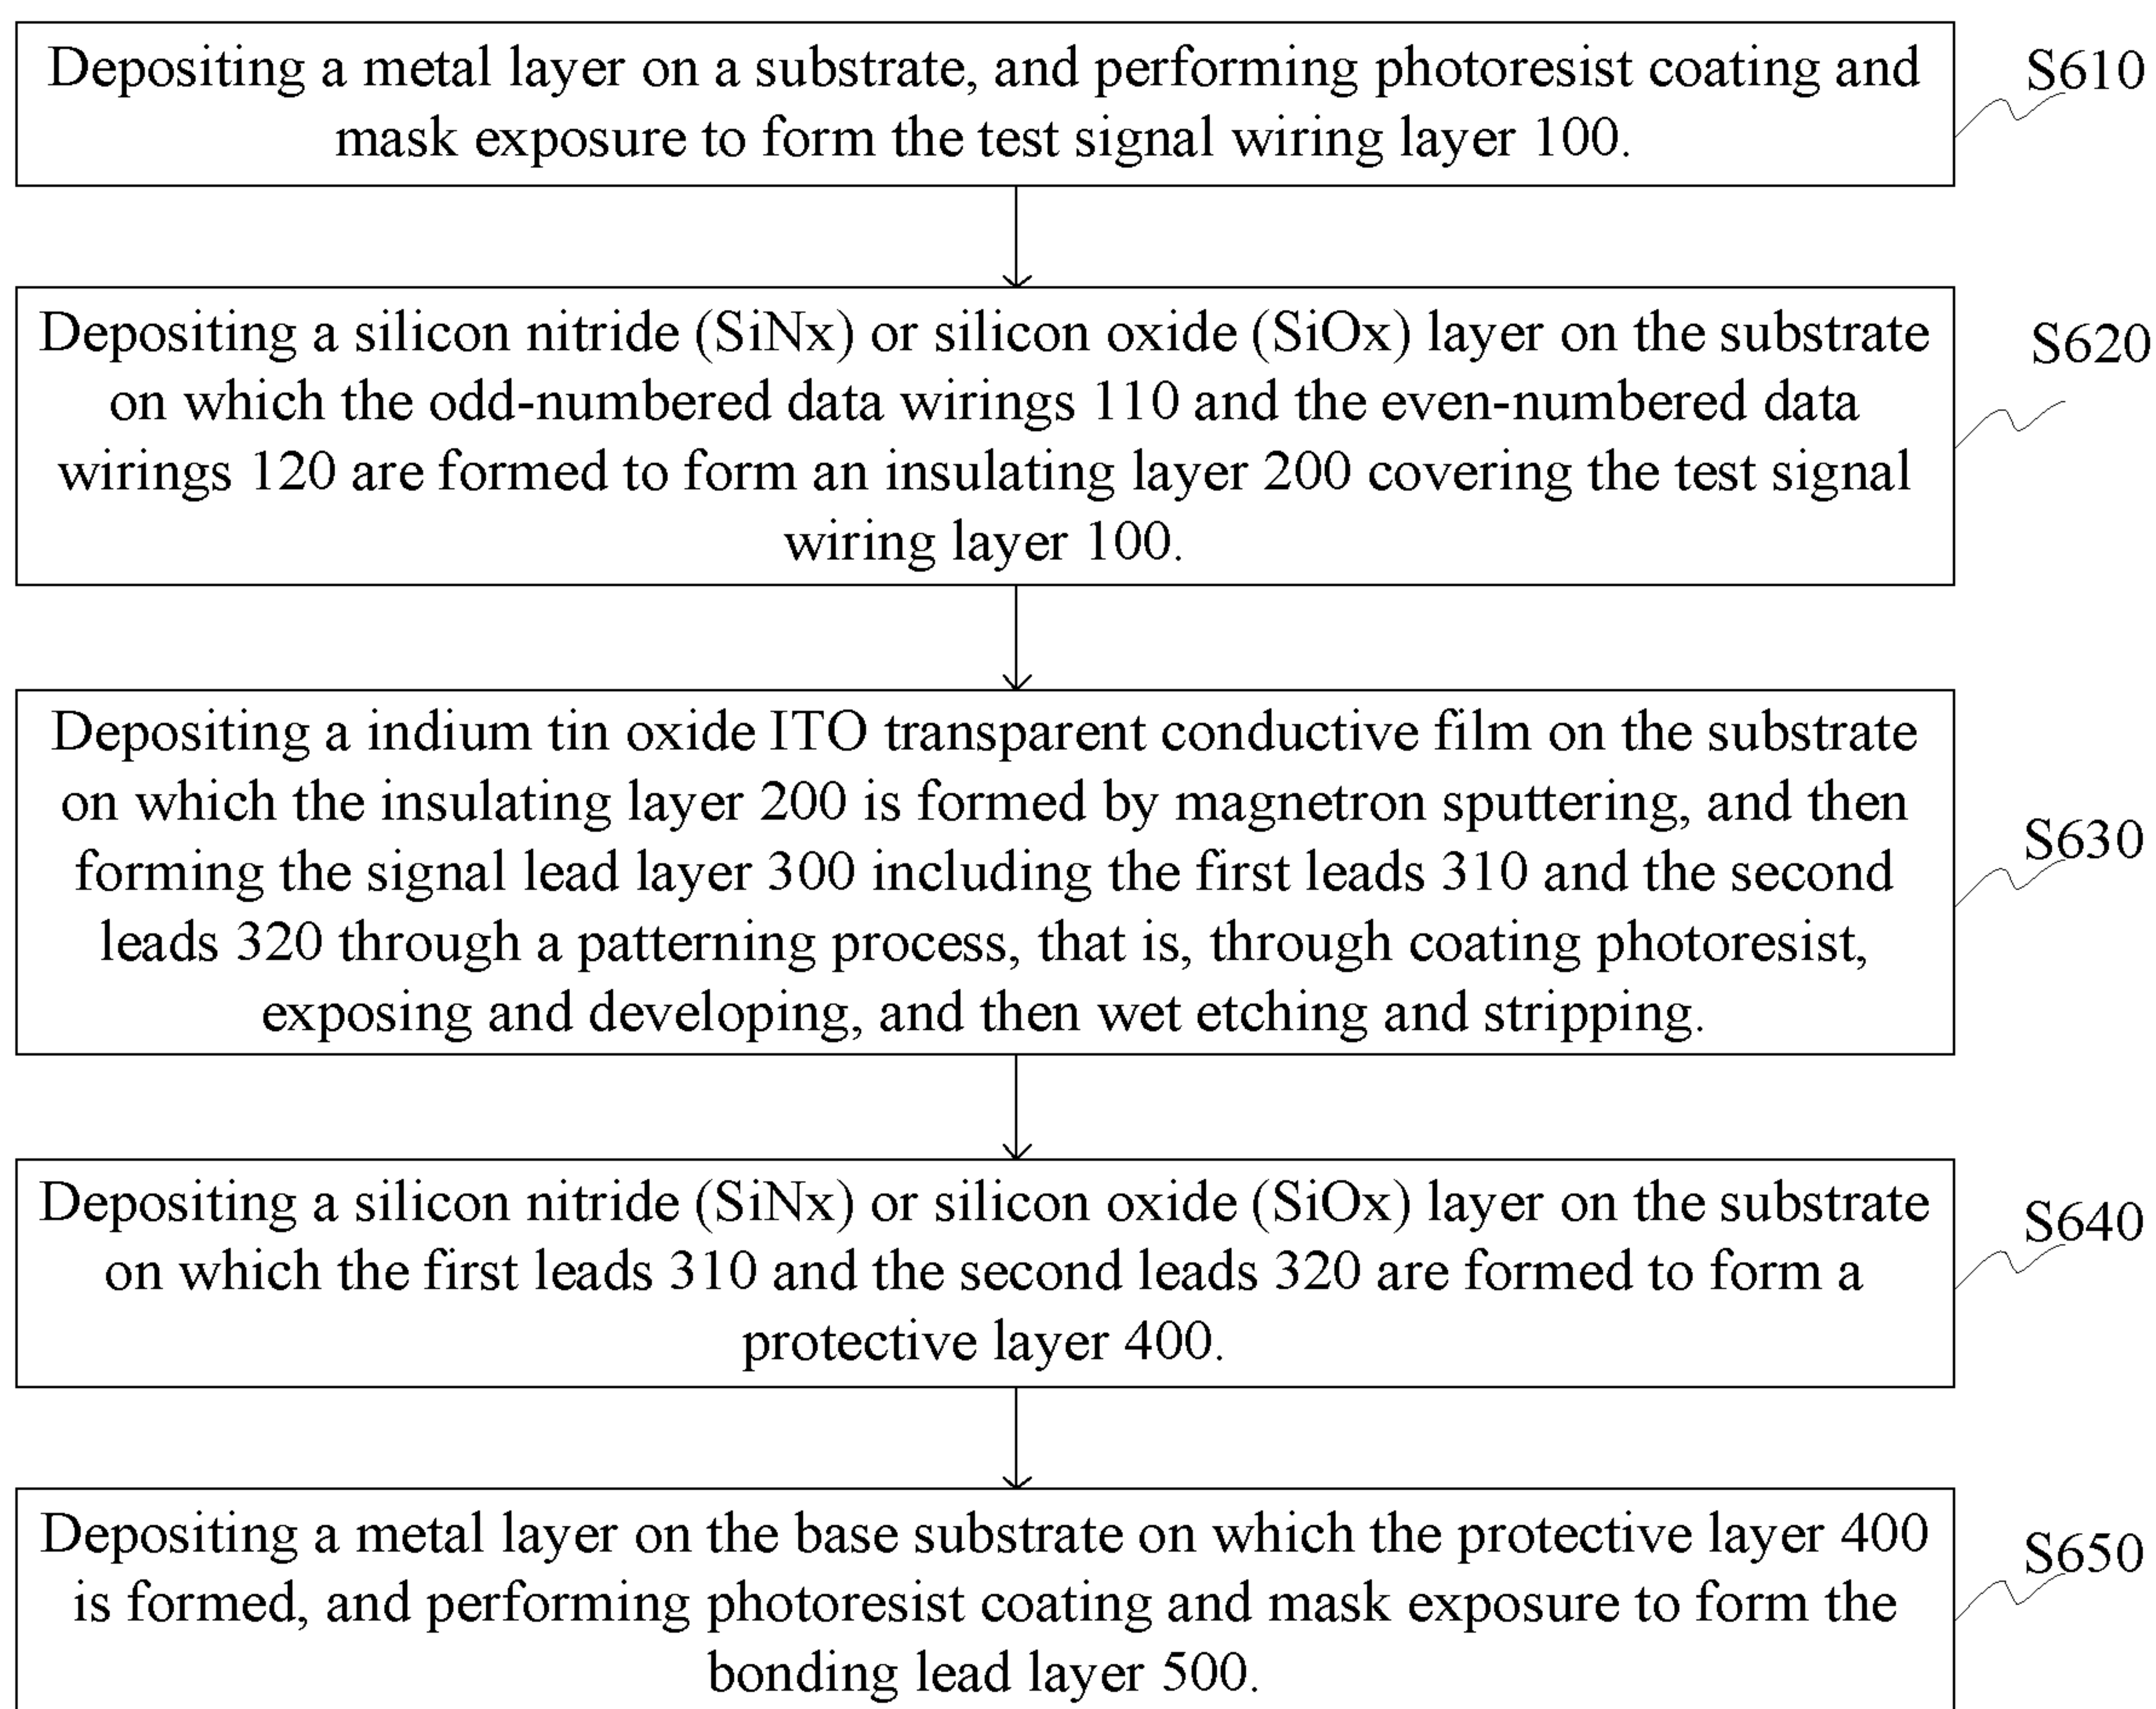 Depositing a metal layer on a substrate, and performing photoresist coating and
mask exposure to form the test signal wiring layer 100.
S610
Depositing a silicon nitride (SiNx) or silicon oxide (SiOx) layer on the substrate
on which the odd-numbered data wirings 110 and the even-numbered data
wirings 120 are formed to form an insulating layer 200 covering the test signal
wiring layer 100.
S620
Depositing a indium tin oxide ITO transparent conductive film on the substrate
on which the insulating layer 200 is formed by magnetron sputtering, and then
forming the signal lead layer 300 including the first leads 310 and the second
leads 320 through a patterning process, that is, through coating photoresist,
exposing and developing, and then wet etching and stripping.
S630
Depositing a silicon nitride (SiNx) or silicon oxide (SiOx) layer on the substrate
on which the first leads 310 and the second leads 320 are formed to form a
protective layer 400.
S640
Depositing a metal layer on the base substrate on which the protective layer 400
is formed, and performing photoresist coating and mask exposure to form the
bonding lead layer 500.
S650